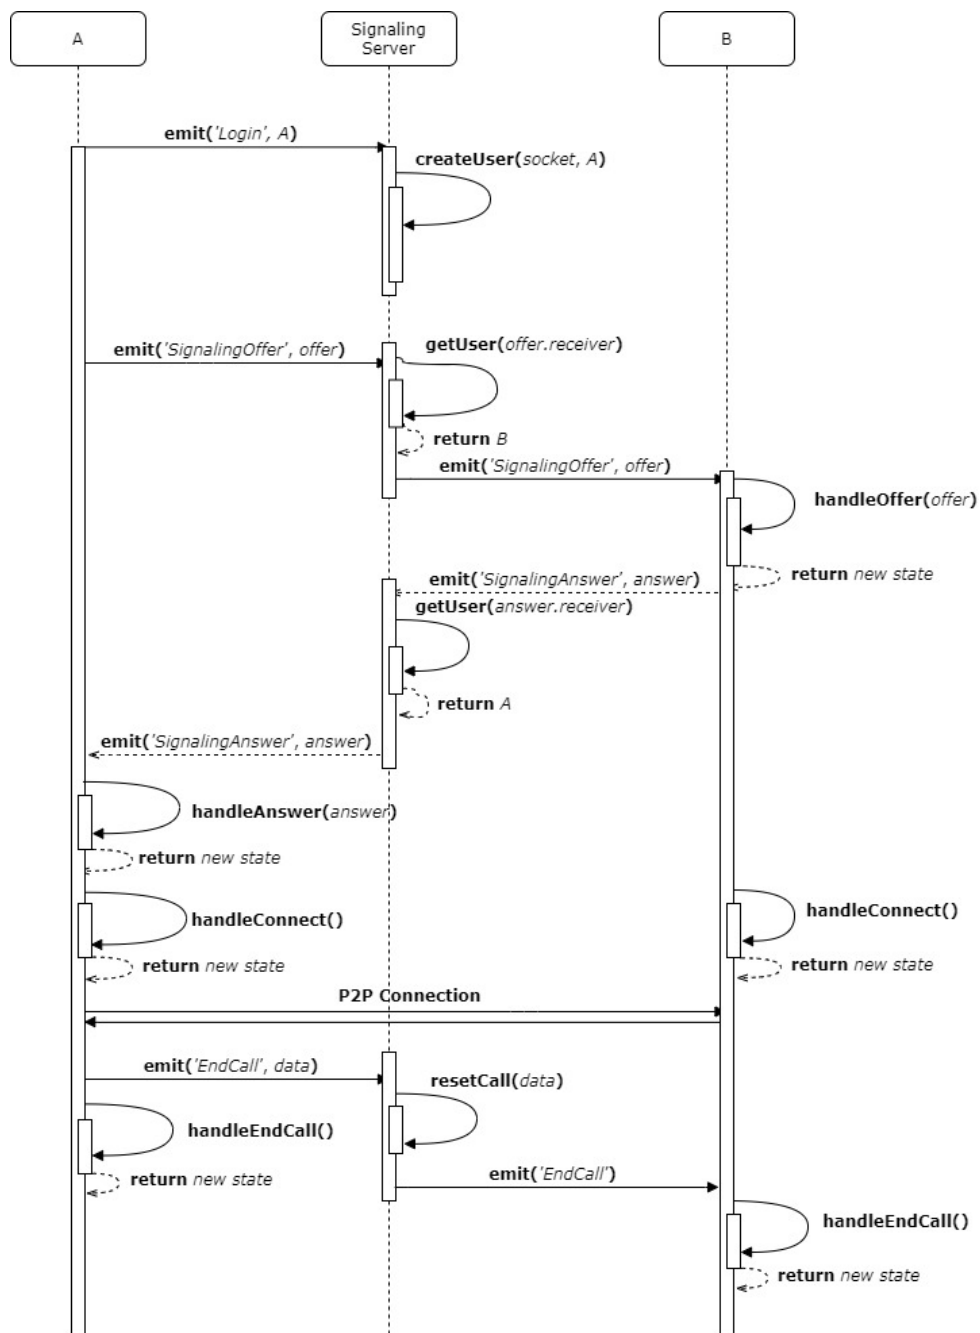 A
Signaling
Server
B
emit('Login', A)
createUser(socket, A)
emit('SignalingOffer', offer)
getUser(offer.receiver)
return B
emit('SignalingOffer', offer)
handleOffer(offer)
return new state
emit('SignalingAnswer', answer)
getUser(answer.receiver)
return A
emit('SignalingAnswer', answer)
handleAnswer(answer)
return new state
handleConnect()
handleConnect()
return new state
return new state
P2P Connection
emit('EndCall', data)
resetCall(data)
handleEndCall()
return new state
emit('EndCall')
handleEndCall()
return new state